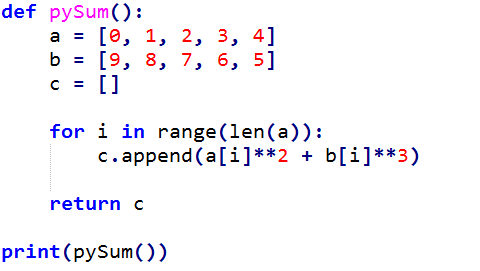 def pySum():
    a = [0, 1, 2, 3, 4]
    b = [9, 8, 7, 6, 5]
    c = []
    for i in range(len(a)):
        c.append(a[i]**2 + b[i]**3)
    return c
print(pySum())